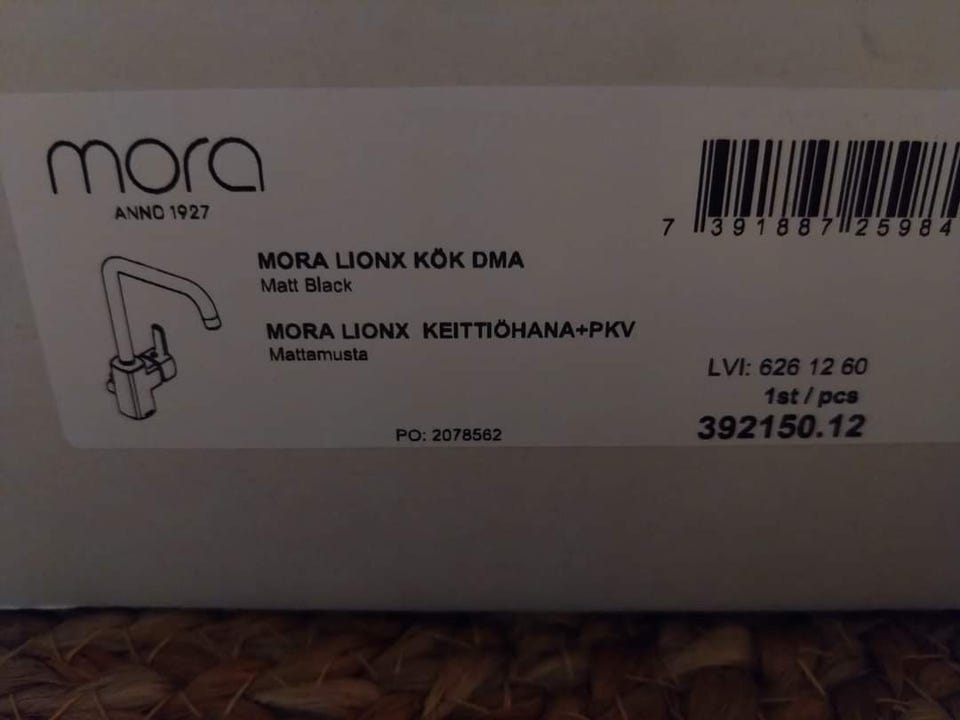 mora
ANNO 1927
MORA LIONX KÖK DMA
Matt Black
MORA LIONX KEITTIÖHANA+PKV
Mattamusta
PO: 2078562
7 391887 25984
LVI: 626 12 60
1st / pcs
392150.12